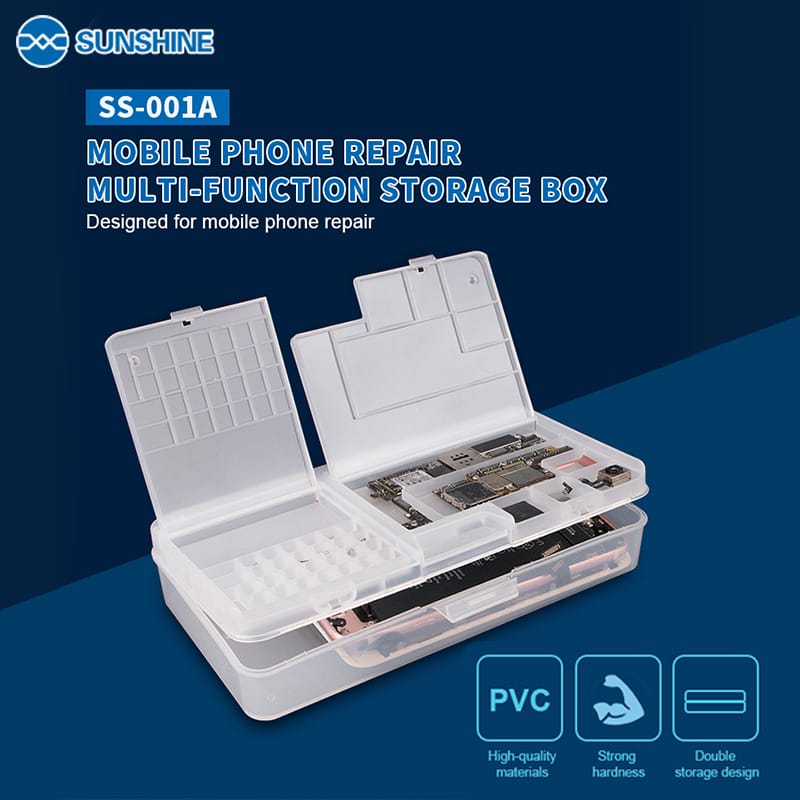 SUNSHINE
SS-001A
MOBILE PHONE REPAIR
MULTI-FUNCTION STORAGE BOX
Designed for mobile phone repair
PVC
High-quality
materials
Strong
hardness
Double
storage design